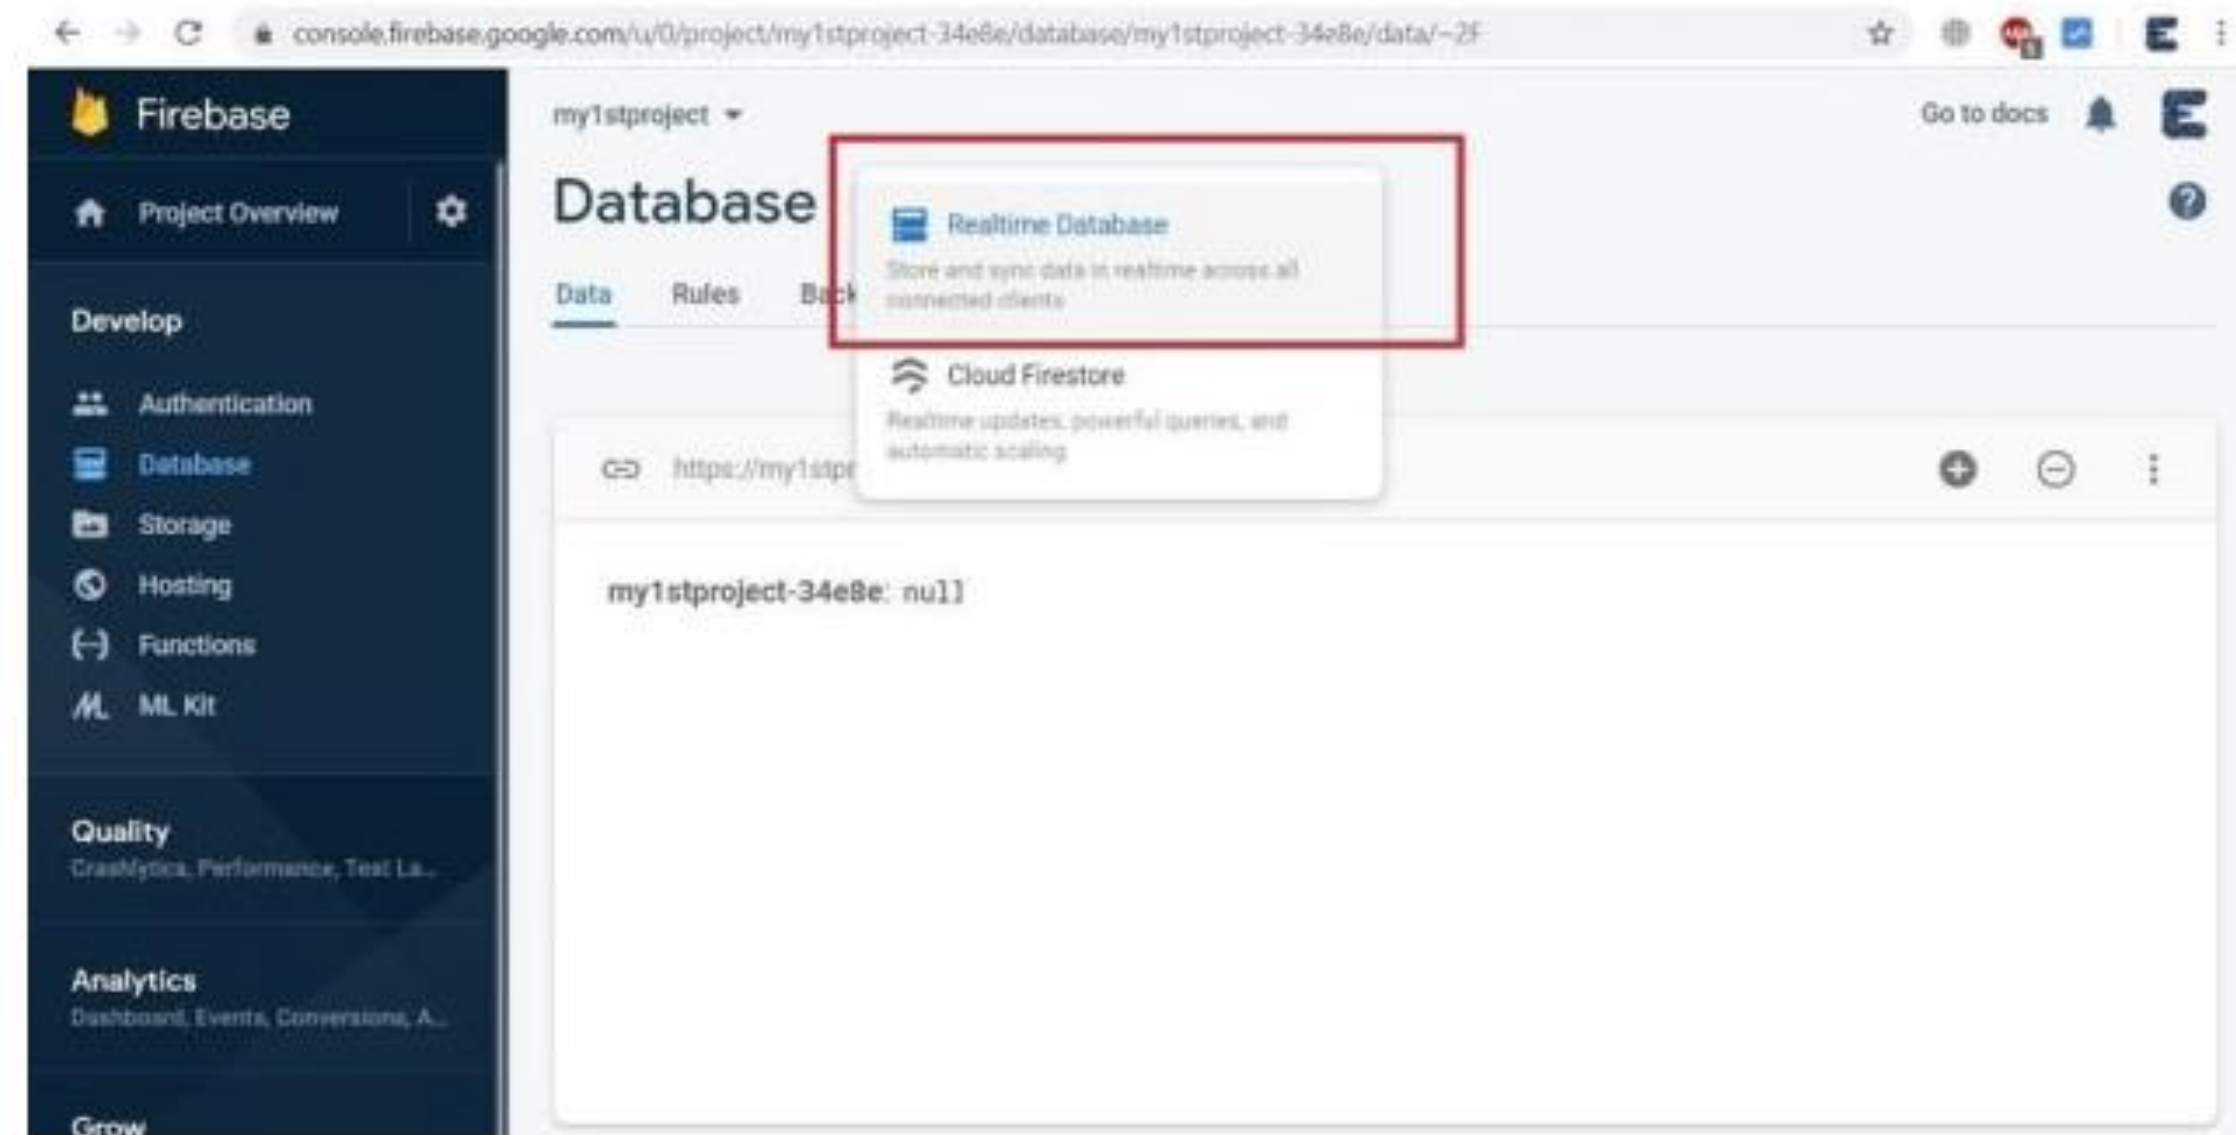 console.firebase.google.com/u/0/project/my1stproject-34e8e/database/my1stproject-34e8e/data/~2F
Firebase
my1stproject
Go to docs
Project Overview
Database
Realtime Database
Store and sync data in realtime across all
connected clients
Data Rules Back
Cloud Firestore
Realtime updates, powerful queries, and
automatic scaling
https://my1stpr
my1stproject-34e8e: null
Develop
Authentication
Database
Storage
Hosting
Functions
ML Kit
Quality
Crashlytics, Performance, Test La...
Analytics
Dashboard, Events, Conversions, A...
Grow